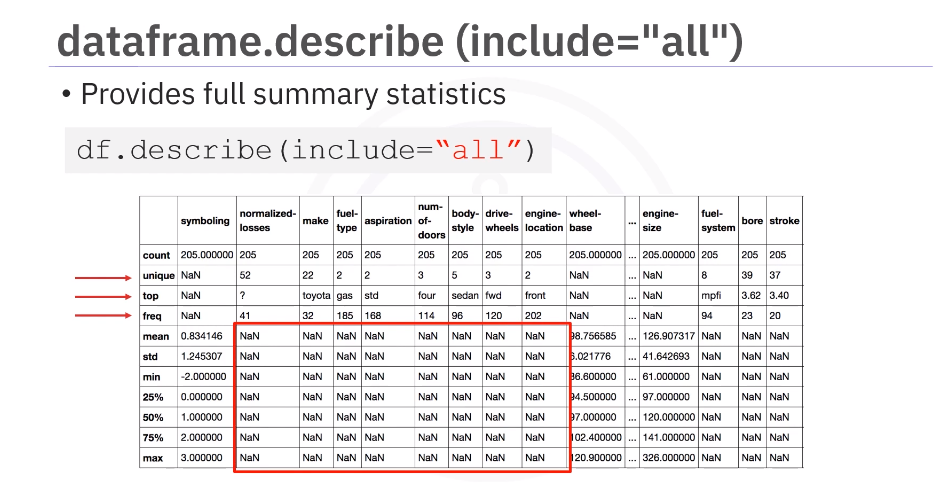 dataframe.describe (include="all")
• Provides full summary statistics
df.describe(include=“all”)
symboling normalized-losses make fuel-type aspiration num-of-doors body-style drive-wheels engine-location wheel-base ... engine-size fuel-system bore stroke
count 205.000000 205 205 205 205 205 205 205 205 205.000000 ... 205.000000 205 205 205
unique NaN 52 22 2 2 3 5 3 2 NaN ... NaN 8 39 37
top NaN ? toyota gas std four sedan fwd front NaN ... NaN mpfi 3.62 3.40
freq NaN 41 32 185 168 114 96 120 202 NaN ... NaN 94 23 20
mean 0.834146 NaN NaN NaN NaN NaN NaN NaN NaN 98.756585 ... 126.907317 NaN NaN NaN
std 1.245307 NaN NaN NaN NaN NaN NaN NaN NaN 6.021776 ... 41.642693 NaN NaN NaN
min -2.000000 NaN NaN NaN NaN NaN NaN NaN NaN 86.600000 ... 61.000000 NaN NaN NaN
25% 0.000000 NaN NaN NaN NaN NaN NaN NaN NaN 94.500000 ... 97.000000 NaN NaN NaN
50% 1.000000 NaN NaN NaN NaN NaN NaN NaN NaN 97.000000 ... 120.000000 NaN NaN NaN
75% 2.000000 NaN NaN NaN NaN NaN NaN NaN NaN 102.400000 ... 141.000000 NaN NaN NaN
max 3.000000 NaN NaN NaN NaN NaN NaN NaN NaN 120.900000 ... 326.000000 NaN NaN NaN